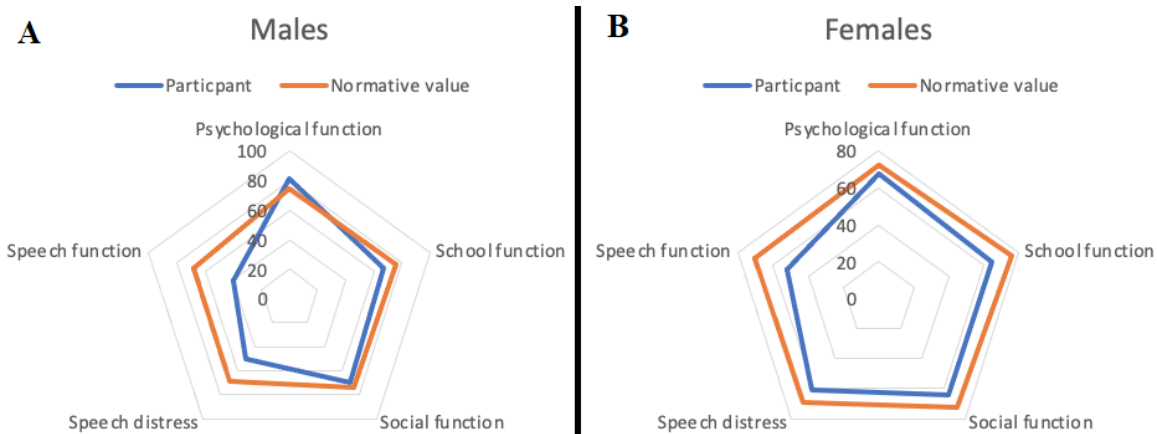 A
Males
Particpant
Normative value
Psychological function
100
80
60
40
20
0
Speech function
School function
Speech distress
Social function
B
Females
Particpant
Normative value
Psychological function
80
60
40
20
0
Speech function
School function
Speech distress
Social function